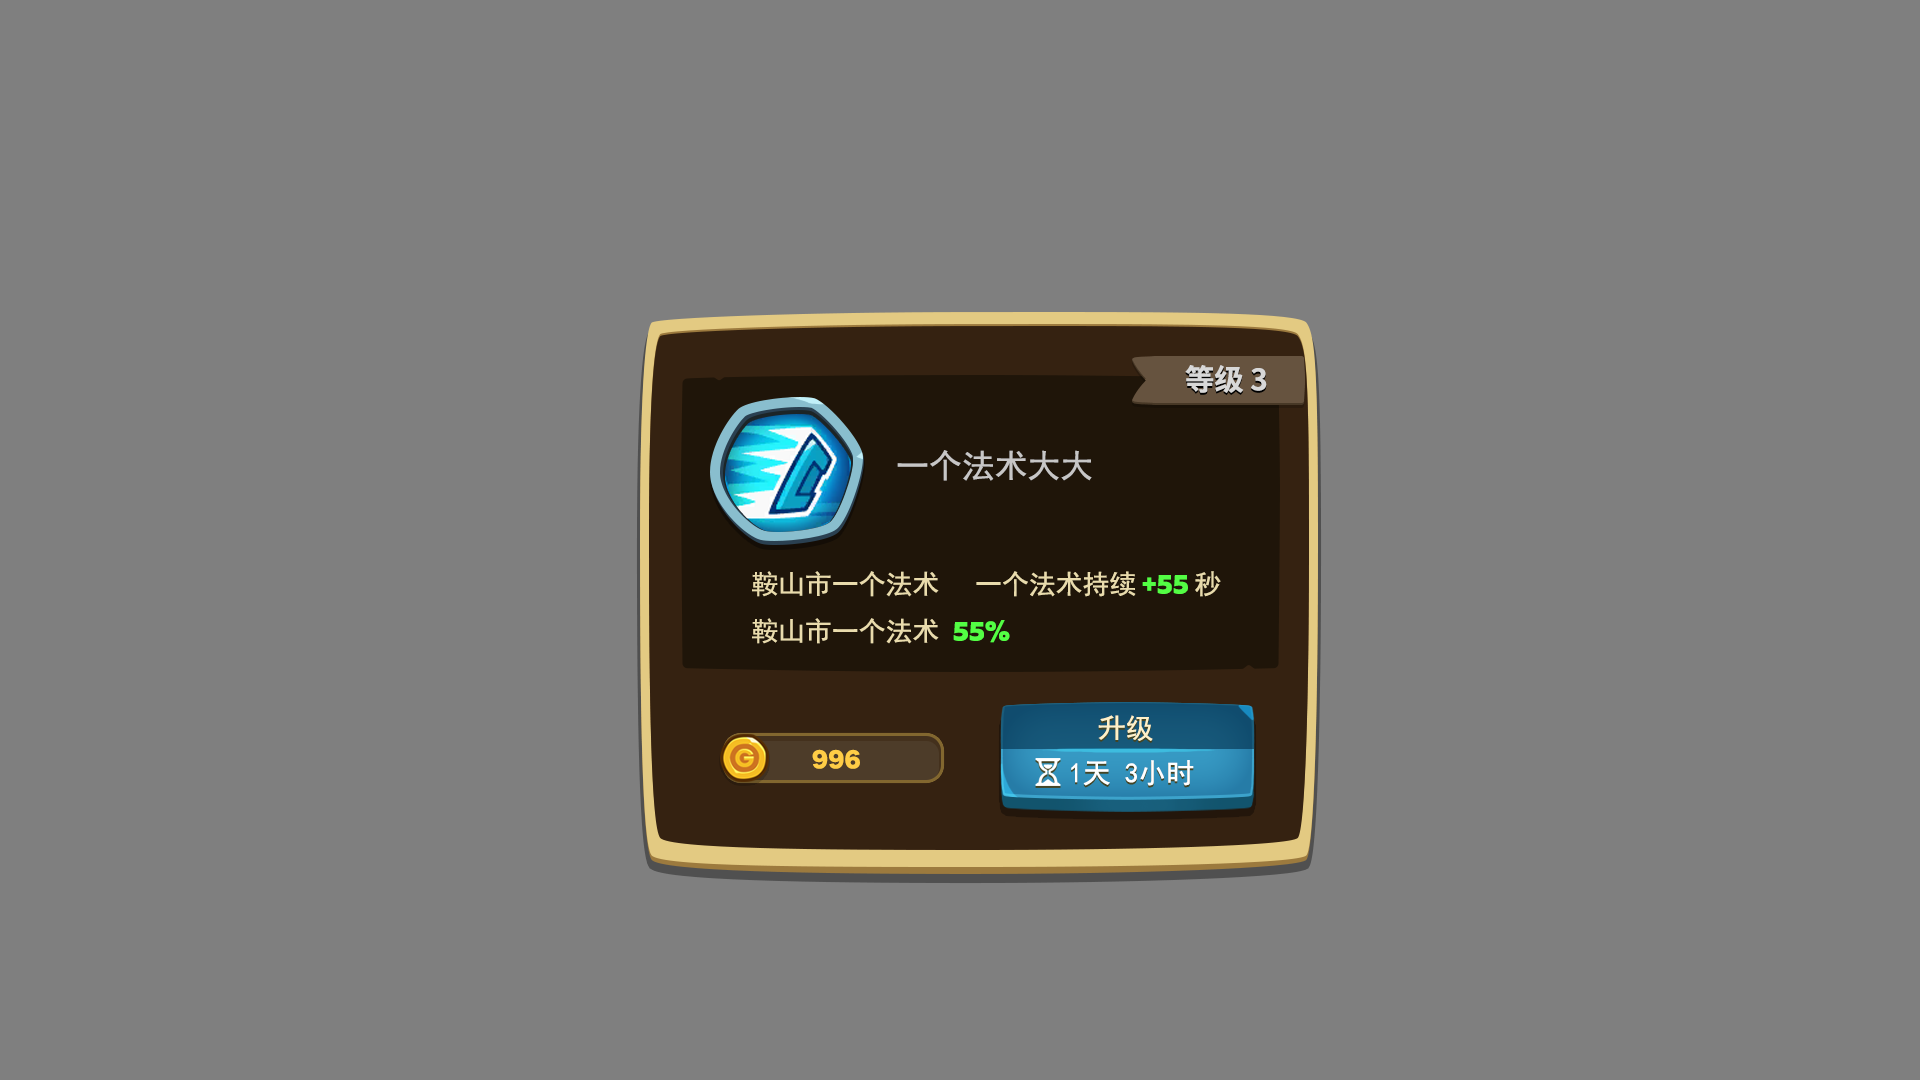 等级 3
一个法术大大
鞍山市一个法术 一个法术持续 +55 秒
鞍山市一个法术 55%
996
升级
1天 3小时